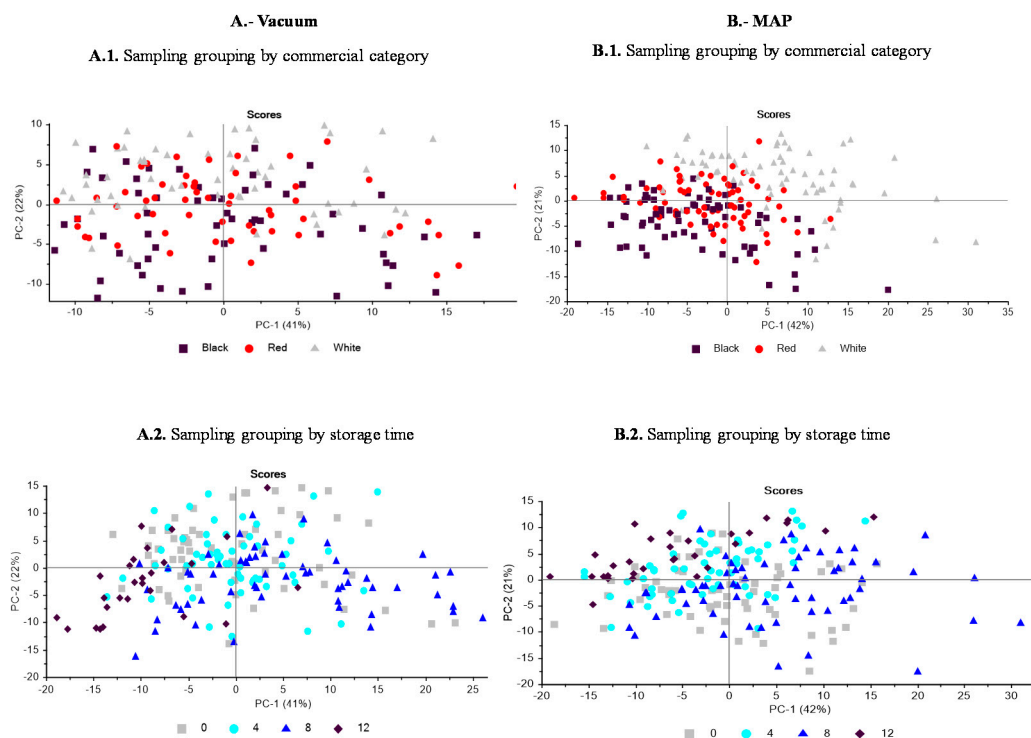 A.- Vacuum
B.- MAP
A.1. Sampling grouping by commercial category
B.1. Sampling grouping by commercial category
Scores
10
5
0
-5
-10
PC-2 (22%)
-10 -5 0 5 10 15
PC-1 (41%)
Black Red White
Scores
15
10
5
0
-5
-10
-15
-20
PC-2 (21%)
-20 -15 -10 -5 0 5 10 15 20 25 30 35
PC-1 (42%)
Black Red White
A.2. Sampling grouping by storage time
B.2. Sampling grouping by storage time
Scores
15
10
5
0
-5
-10
-15
-20
PC-2 (22%)
-20 -15 -10 -5 0 5 10 15 20 25
PC-1 (41%)
0 4 8 12
Scores
15
10
5
0
-5
-10
-15
-20
PC-2 (21%)
-20 -15 -10 -5 0 5 10 15 20 25 30
PC-1 (42%)
0 4 8 12